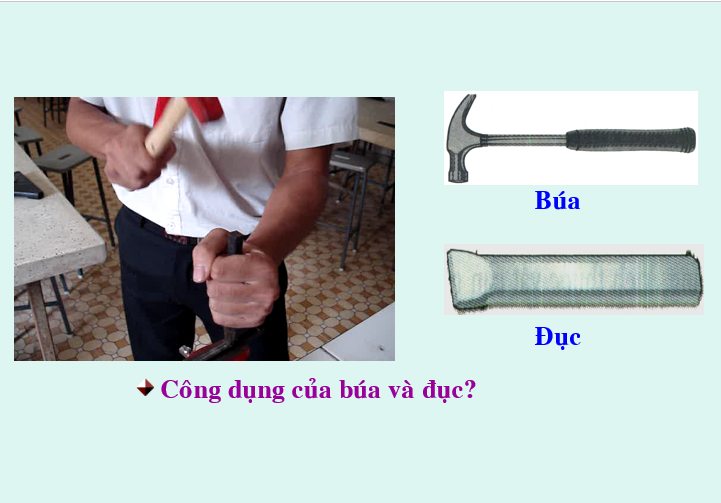 Búa
Đục
Công dụng của búa và đục?